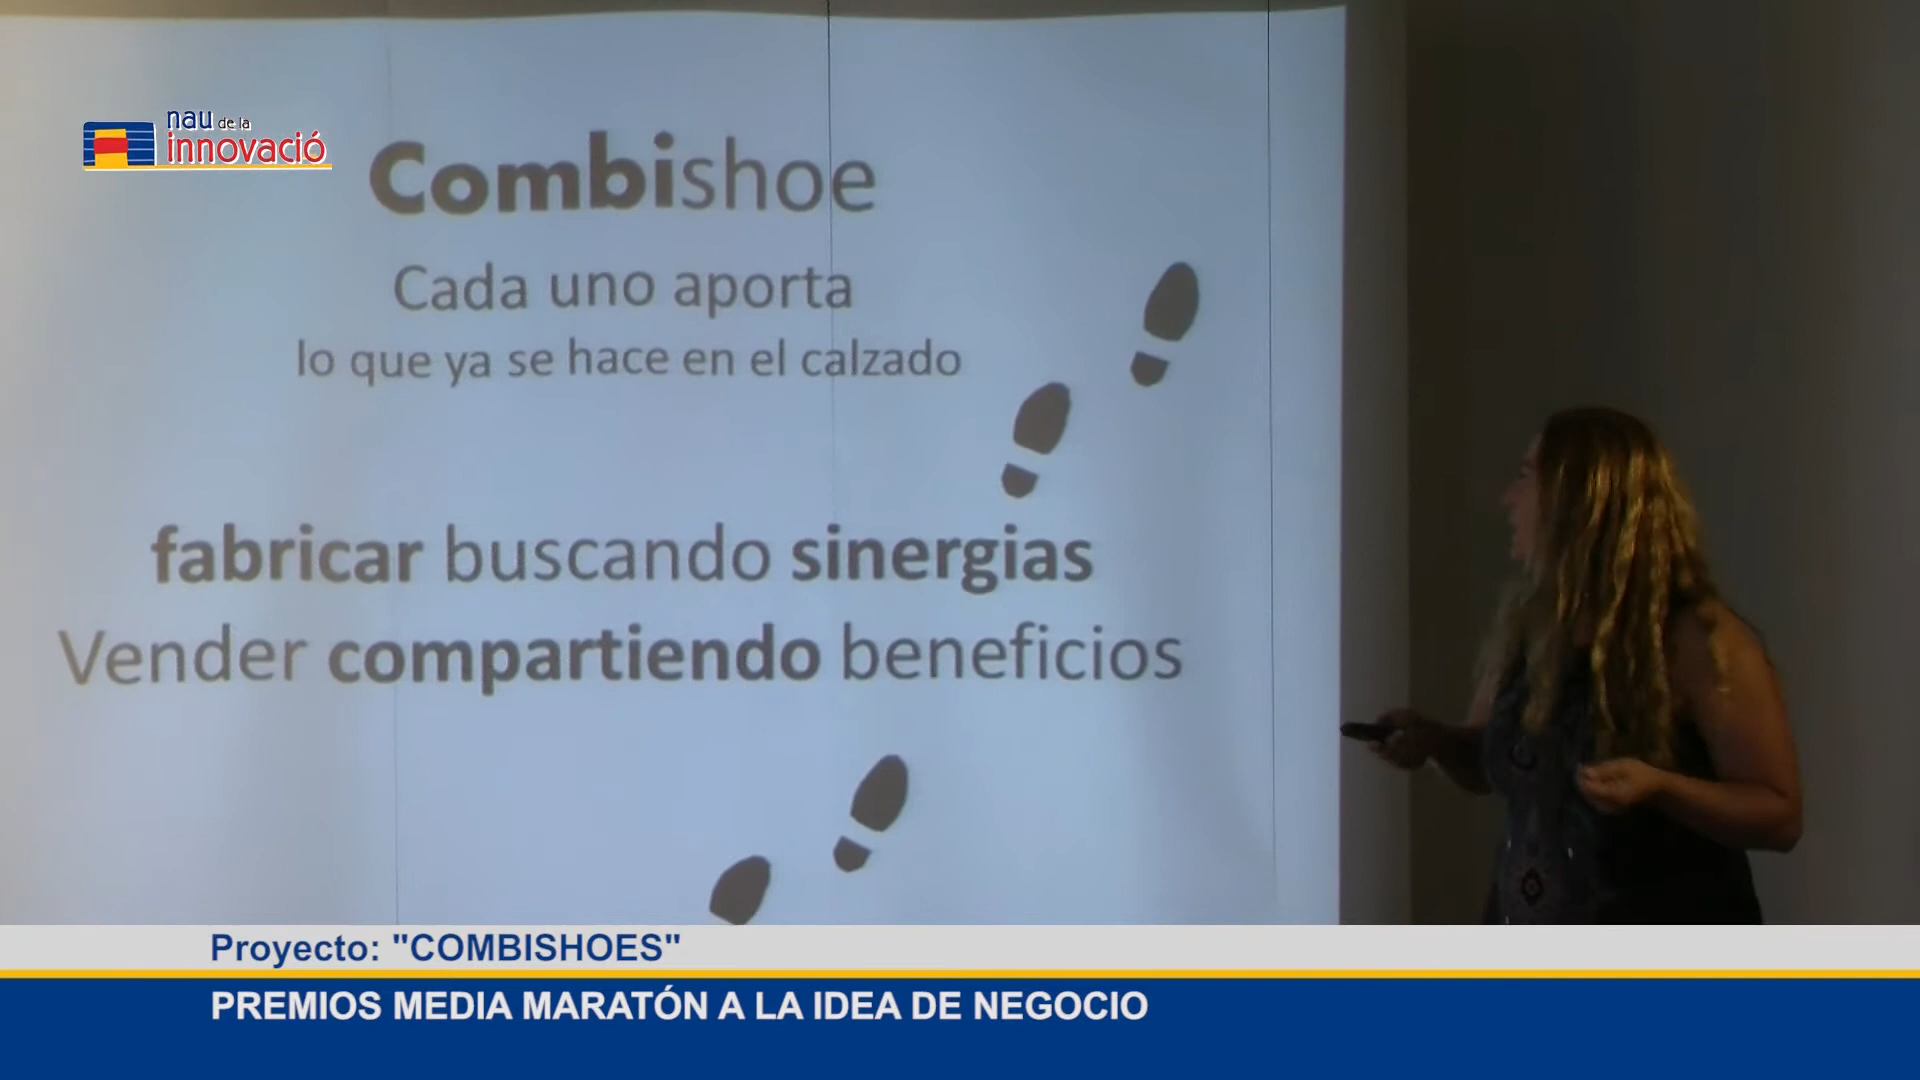 nau de la
innovació
Combishoe
Cada uno aporta
lo que ya se hace en el calzado
fabricar buscando sinergias
Vender compartiendo beneficios
Proyecto: "COMBISHOES"
PREMIOS MEDIA MARATÓN A LA IDEA DE NEGOCIO